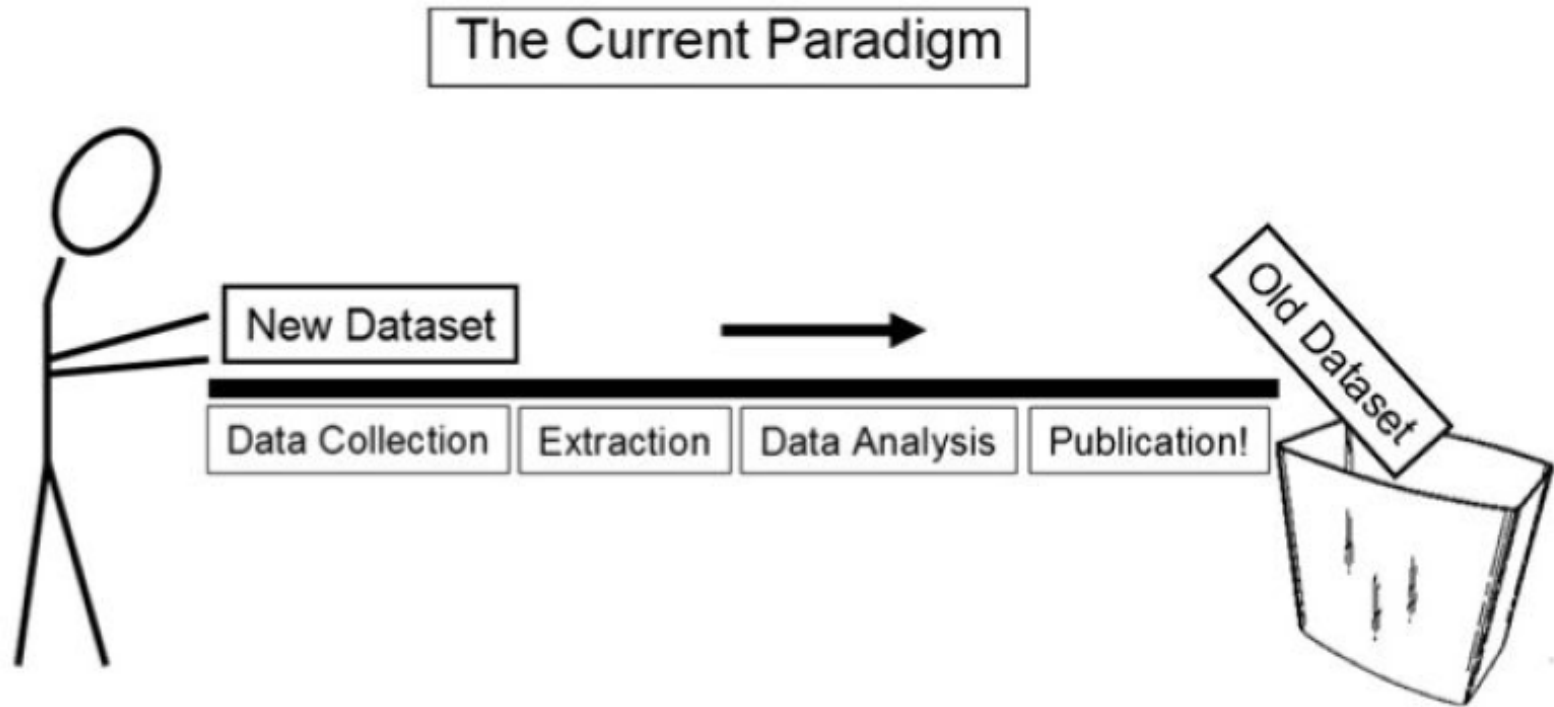 The Current Paradigm
New Dataset
Old Dataset
Data Collection
Extraction
Data Analysis
Publication!